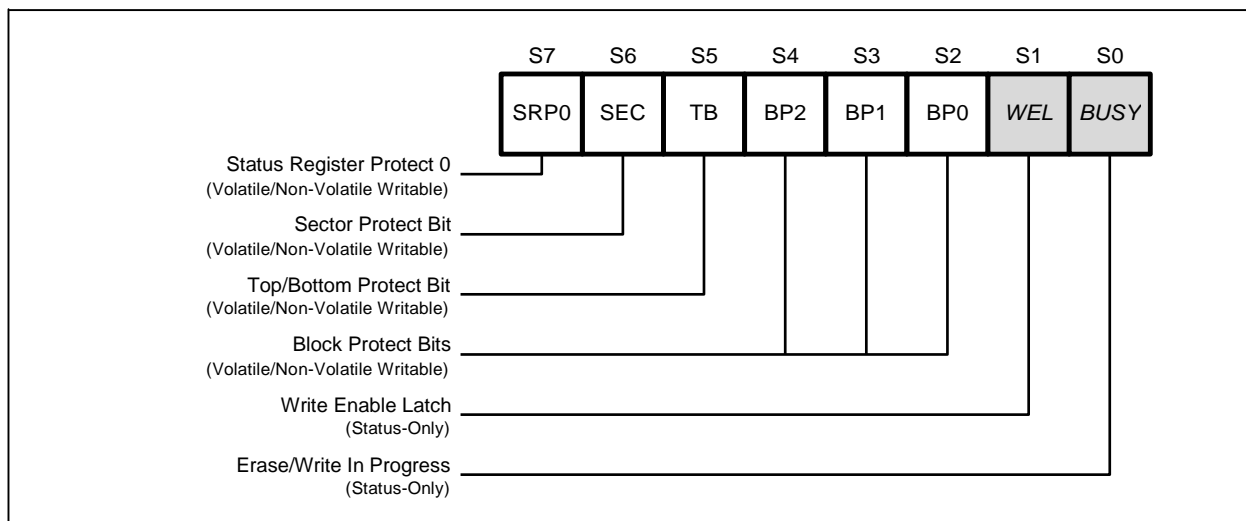 S7 S6 S5 S4 S3 S2 S1 S0
SRP0 SEC TB BP2 BP1 BP0 WEL BUSY
Status Register Protect 0
(Volatile/Non-Volatile Writable)
Sector Protect Bit
(Volatile/Non-Volatile Writable)
Top/Bottom Protect Bit
(Volatile/Non-Volatile Writable)
Block Protect Bits
(Volatile/Non-Volatile Writable)
Write Enable Latch
(Status-Only)
Erase/Write In Progress
(Status-Only)